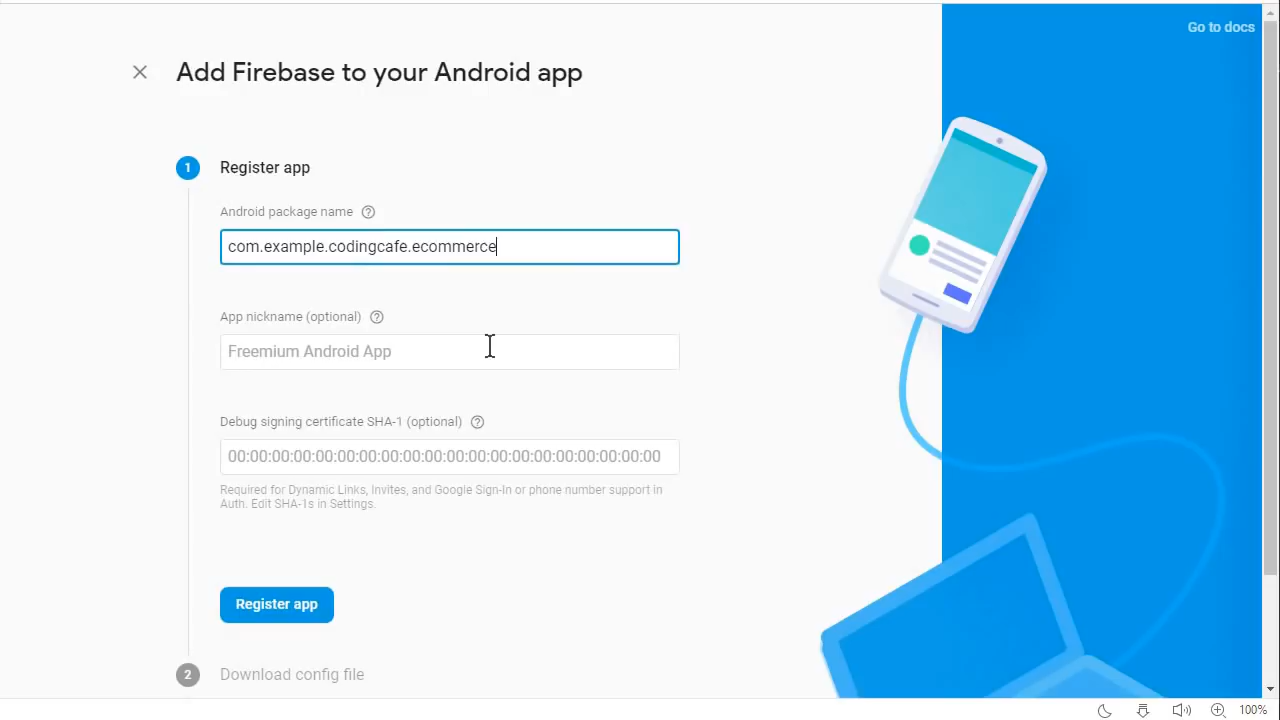 Go to docs
Add Firebase to your Android app
1 Register app
Android package name ?
com.example.codingcafe.ecommerce
App nickname (optional) ?
Freemium Android App
Debug signing certificate SHA-1 (optional) ?
00:00:00:00:00:00:00:00:00:00:00:00:00:00:00:00:00:00:00:00
Required for Dynamic Links, Invites, and Google Sign-In or phone number support in
Auth. Edit SHA-1s in Settings.
Register app
2 Download config file
100%